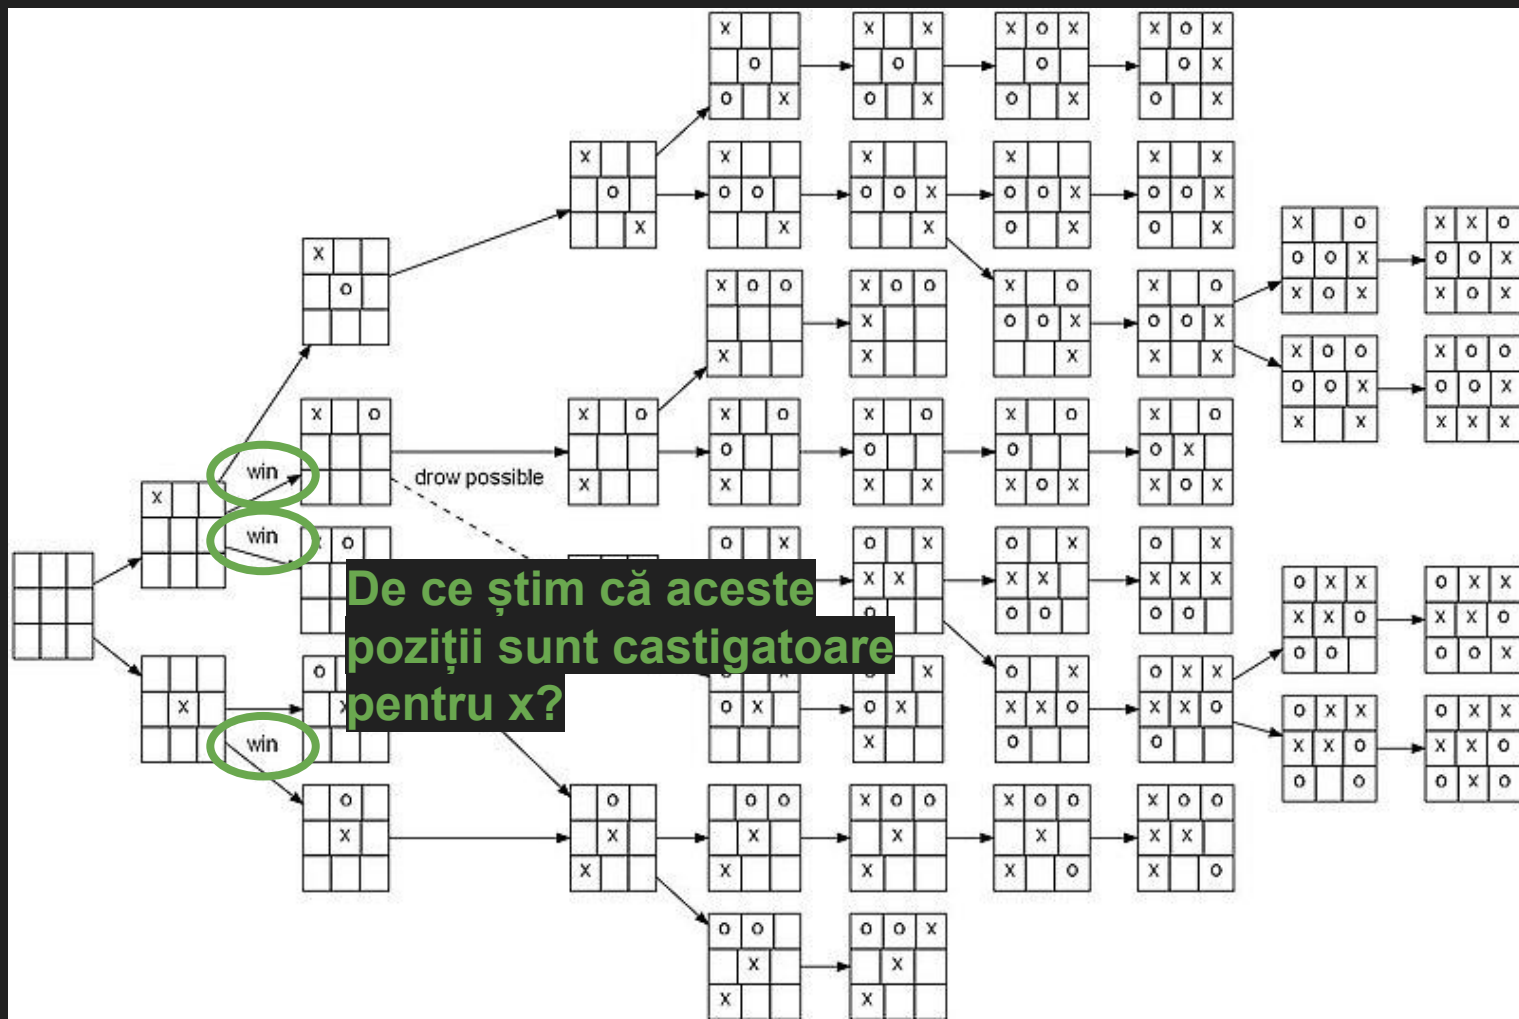 win
drow possible
win
De ce știm că aceste
poziții sunt castigatoare
pentru x?
win